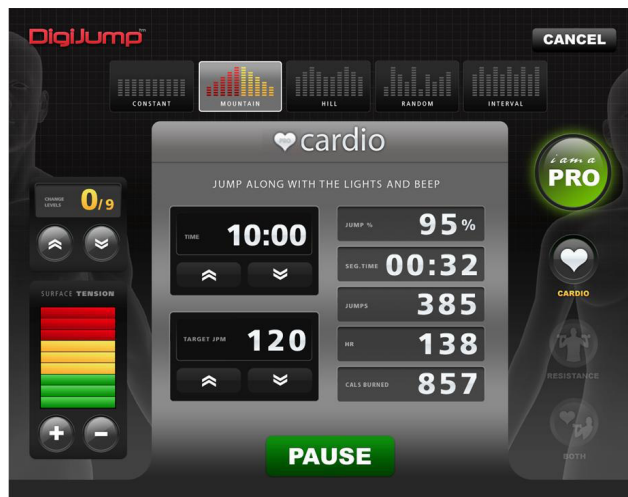 DigiJump™
CANCEL
CONSTANT
MOUNTAIN
HILL
RANDOM
INTERVAL
PRO
cardio
JUMP ALONG WITH THE LIGHTS AND BEEP
i am a
PRO
CHANGE
LEVELS
0/9
TIME
10:00
JUMP %
95%
SEG.TIME
00:32
CARDIO
SURFACE TENSION
JUMPS
385
TARGET JPM
120
HR
138
RESISTANCE
CALS BURNED
857
+
-
BOTH
PAUSE